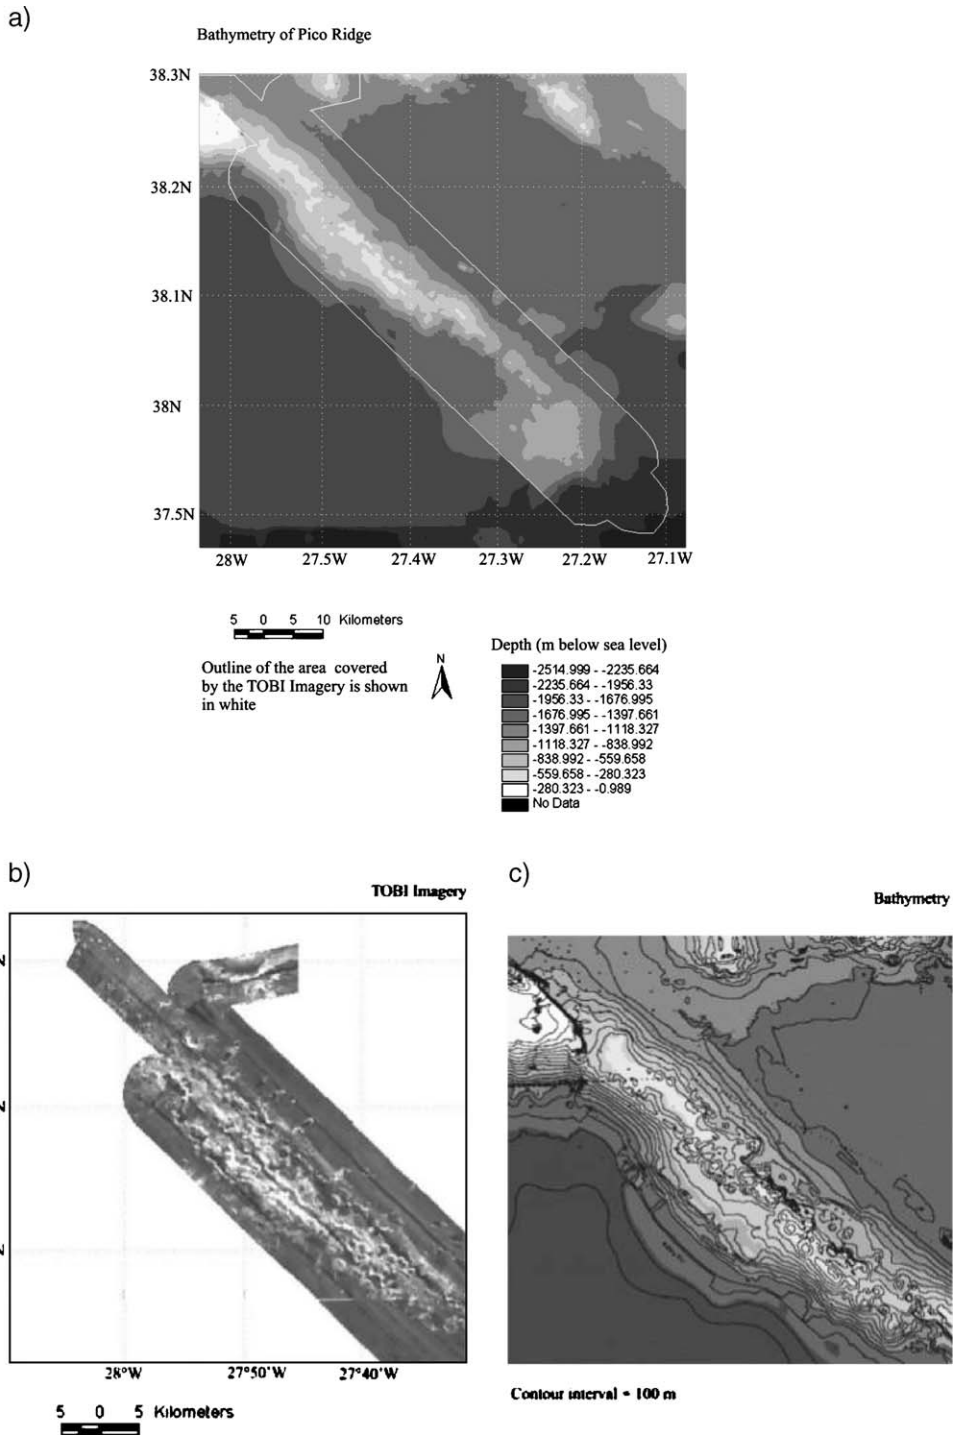 a)
Bathymetry of Pico Ridge
38.3N
38.2N
38.1N
38N
37.5N
28W 27.5W 27.4W 27.3W 27.2W 27.1W
5 0 5 10 Kilometers
Outline of the area covered
by the TOBI Imagery is shown
in white
N
Depth (m below sea level)
-2514.999 - -2235.664
-2235.664 - -1956.33
-1956.33 - -1676.995
-1676.995 - -1397.661
-1397.661 - -1118.327
-1118.327 - -838.992
-838.992 - -559.658
-559.658 - -280.323
-280.323 - -0.989
No Data
b)
TOBI Imagery
2
2
2
28°W 27°50'W 27°40'W
5 0 5 Kilometers
c)
Bathymetry
Contour interval = 100 m